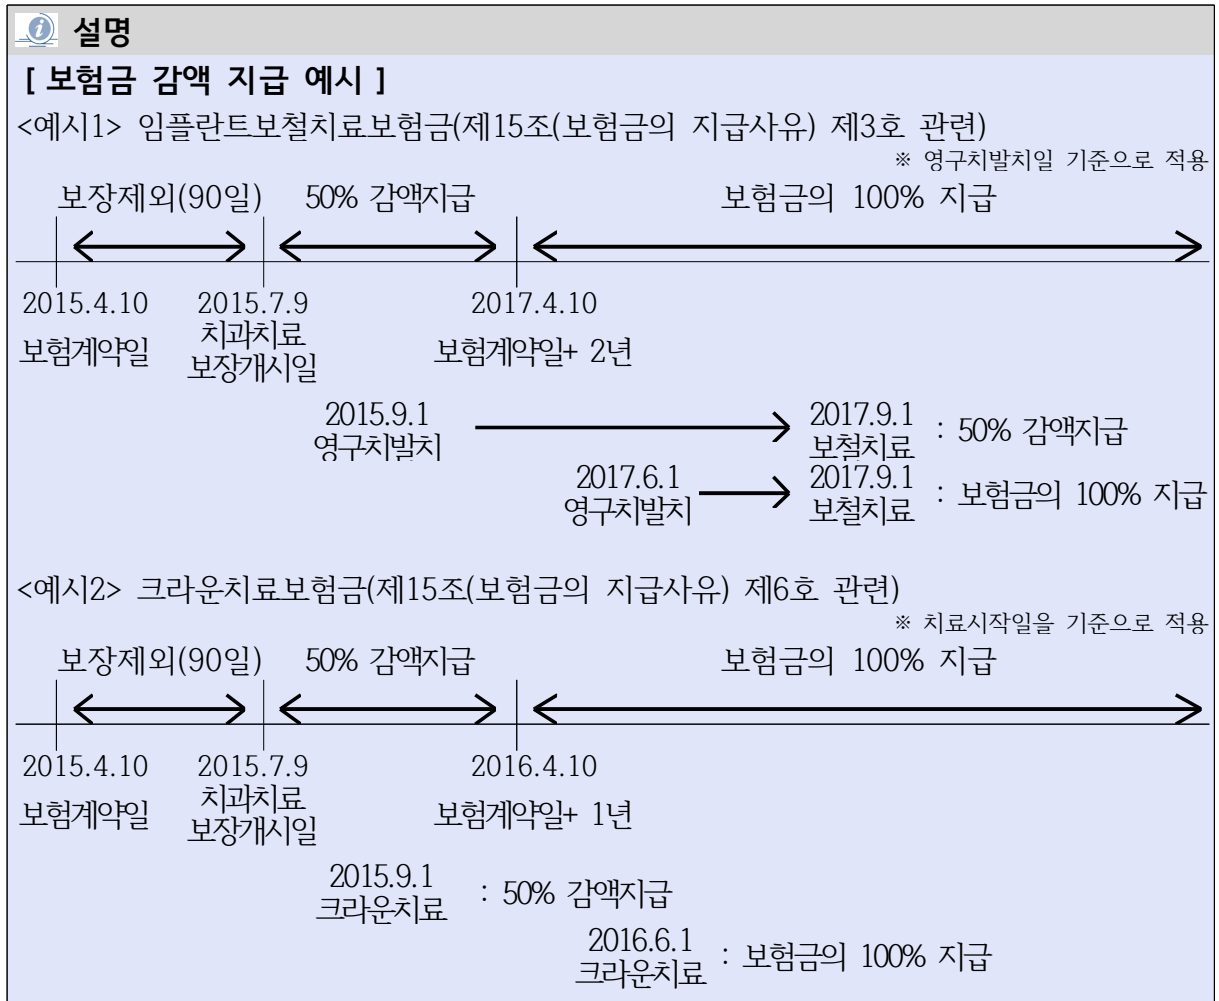 설명
[ 보험금 감액 지급 예시 ]
<예시1> 임플란트보철치료보험금(제15조(보험금의 지급사유) 제3호 관련)
※ 영구치발치일 기준으로 적용
보장제외(90일) 50% 감액지급 보험금의 100% 지급
2015.4.10 2015.7.9 2017.4.10
보험계약일 치과치료 보장개시일 보험계약일+ 2년
2015.9.1 영구치발치 2017.9.1 보철치료 : 50% 감액지급
2017.6.1 영구치발치 2017.9.1 보철치료 : 보험금의 100% 지급
<예시2> 크라운치료보험금(제15조(보험금의 지급사유) 제6호 관련)
※ 치료시작일을 기준으로 적용
보장제외(90일) 50% 감액지급 보험금의 100% 지급
2015.4.10 2015.7.9 2016.4.10
보험계약일 치과치료 보장개시일 보험계약일+ 1년
2015.9.1 크라운치료 : 50% 감액지급
2016.6.1 크라운치료 : 보험금의 100% 지급